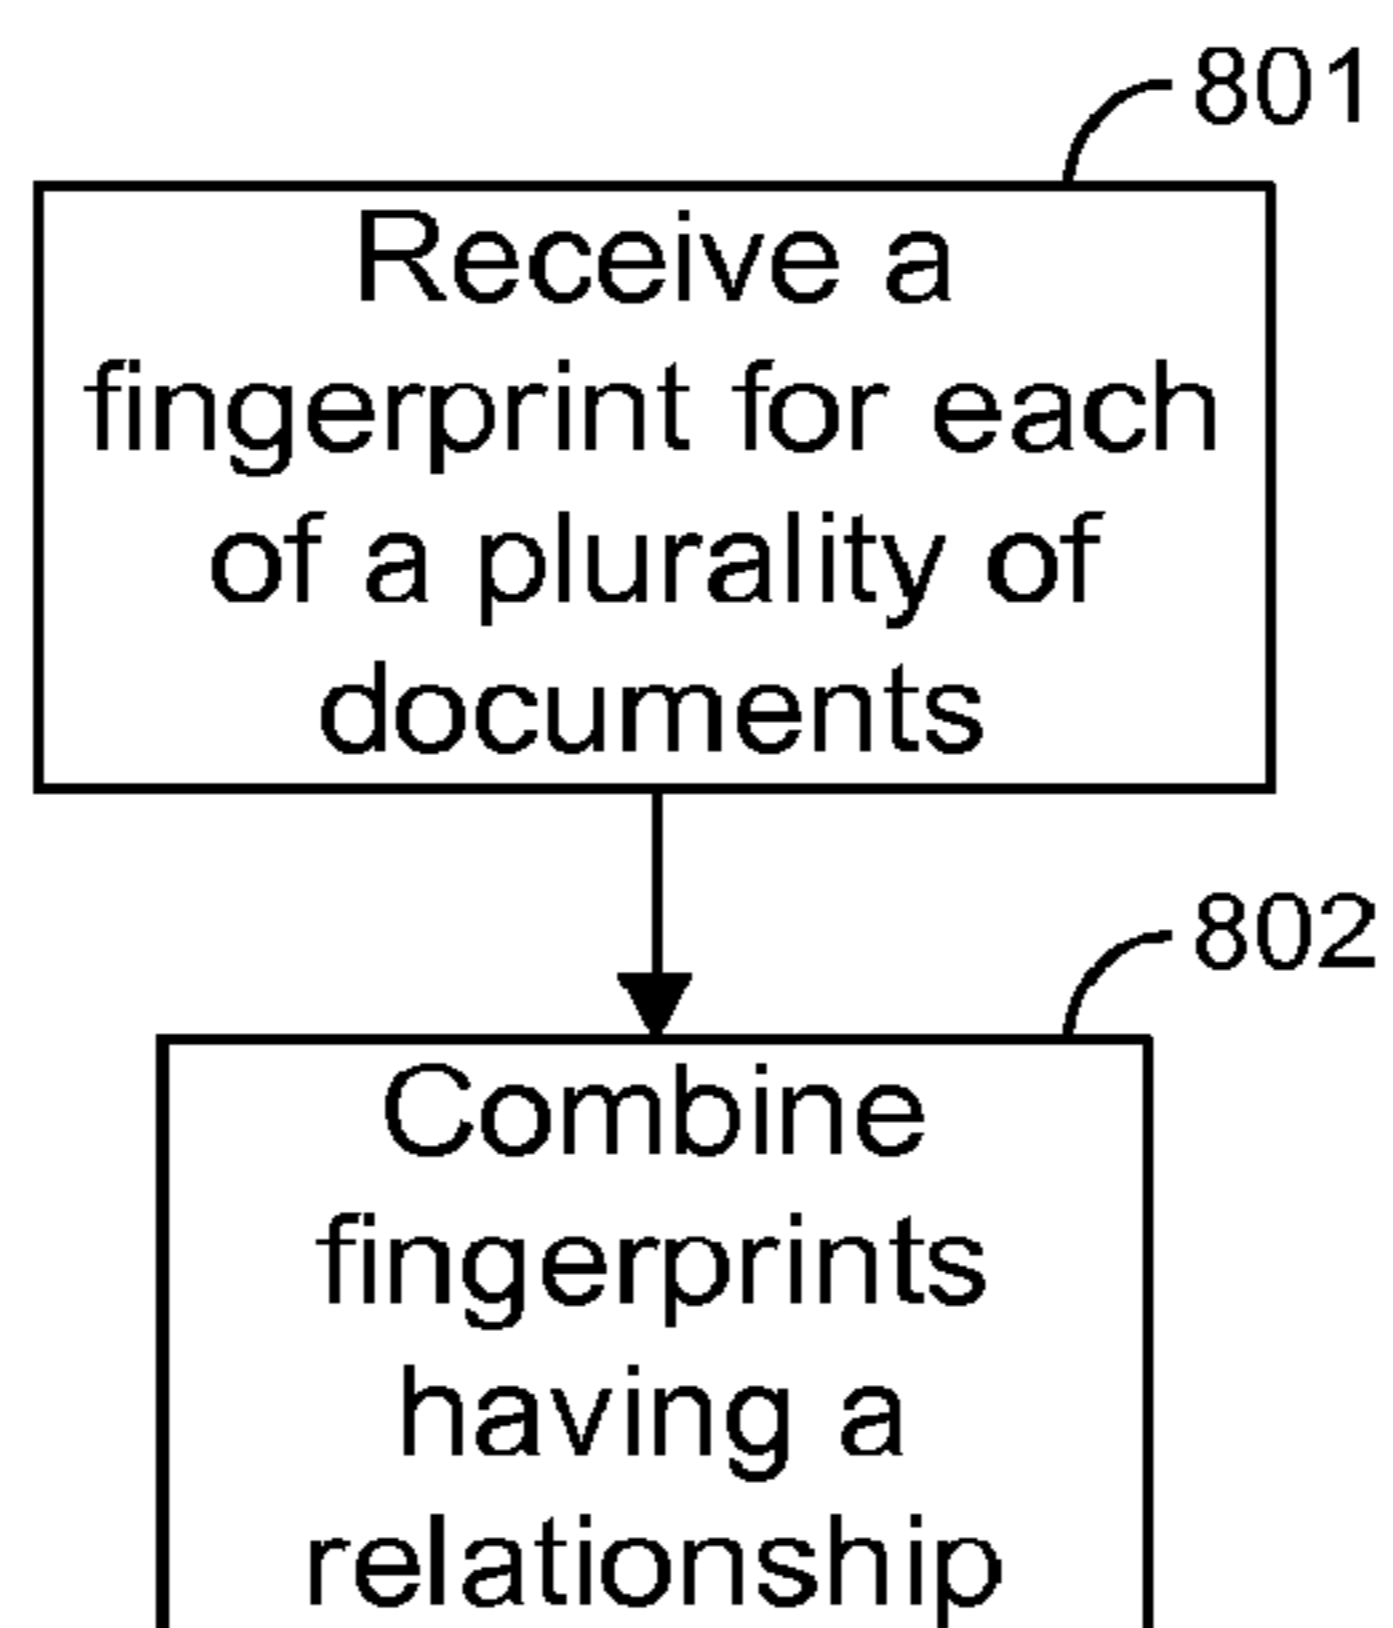 801
Receive a
fingerprint for each
of a plurality of
documents
802
Combine
fingerprints
having a
relationship